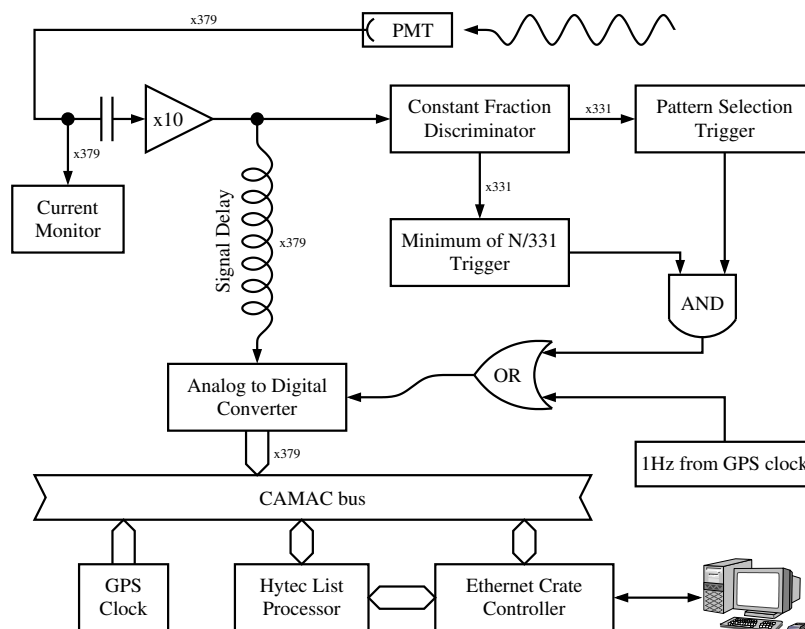 x379
PMT
x10
Constant Fraction
Discriminator
x331
Pattern Selection
Trigger
x379
Current
Monitor
Signal Delay
x379
x331
Minimum of N/331
Trigger
AND
OR
Analog to Digital
Converter
x379
1Hz from GPS clock
CAMAC bus
GPS
Clock
Hytec List
Processor
Ethernet Crate
Controller